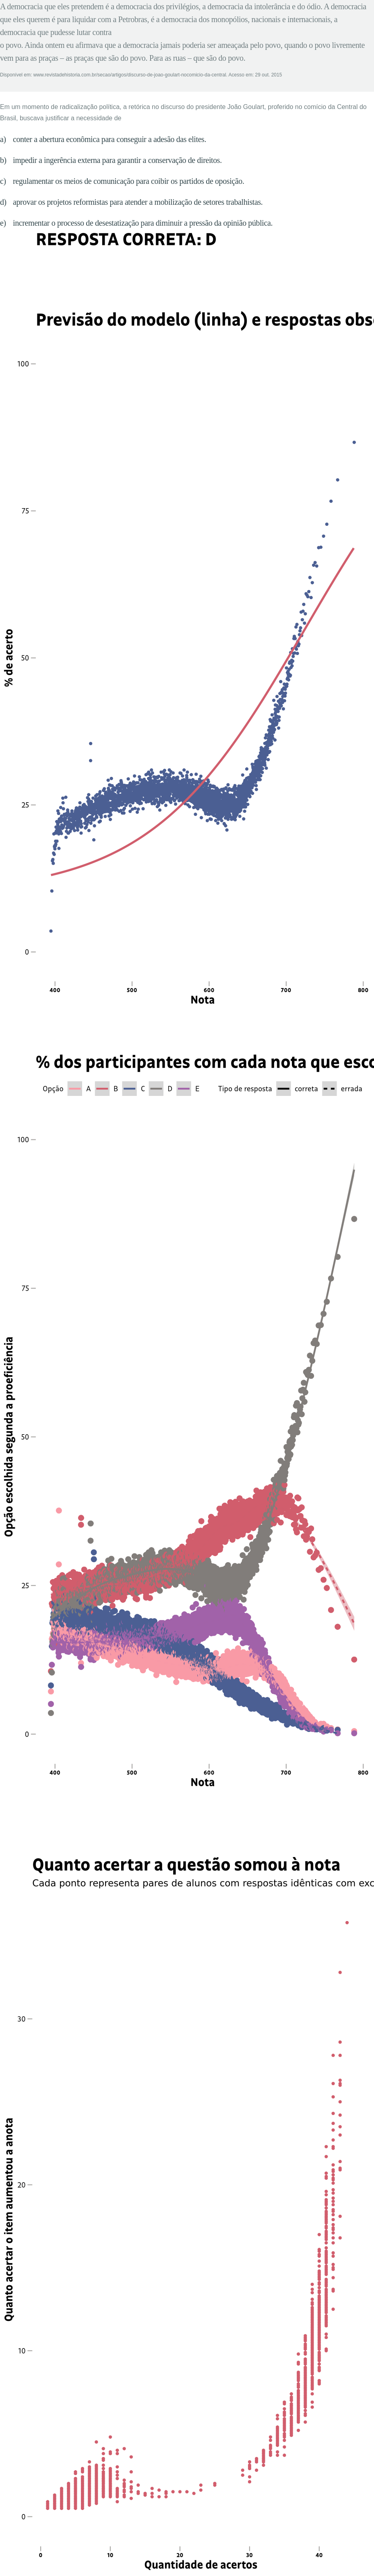 A democracia que eles pretendem é a democracia dos privilégios, a democracia da intolerância e do ódio. A democracia
que eles querem é para liquidar com a Petrobras, é a democracia dos monopólios, nacionais e internacionais, a
democracia que pudesse lutar contra
o povo. Ainda ontem eu afirmava que a democracia jamais poderia ser ameaçada pelo povo, quando o povo livremente
vem para as praças – as praças que são do povo. Para as ruas – que são do povo.
Disponível em: www.revistadehistoria.com.br/secao/artigos/discurso-de-joao-goulart-nocomicio-da-central. Acesso em: 29 out. 2015
Em um momento de radicalização política, a retórica no discurso do presidente João Goulart, proferido no comício da Central do
Brasil, buscava justificar a necessidade de
a) conter a abertura econômica para conseguir a adesão das elites.
b) impedir a ingerência externa para garantir a conservação de direitos.
c) regulamentar os meios de comunicação para coibir os partidos de oposição.
d) aprovar os projetos reformistas para atender a mobilização de setores trabalhistas.
e) incrementar o processo de desestatização para diminuir a pressão da opinião pública.
RESPOSTA CORRETA: D
Previsão do modelo (linha) e respostas obs
100
75
50
25
0
% de acerto
400 500 600 700 800
Nota
% dos participantes com cada nota que esco
Opção A B C D E Tipo de resposta correta errada
100
75
50
25
0
Opção escolhida segunda a proeficiência
400 500 600 700 800
Nota
Quanto acertar a questão somou à nota
Cada ponto representa pares de alunos com respostas idênticas com exc
30
20
10
0
Quanto acertar o item aumentou a anota
0 10 20 30 40
Quantidade de acertos